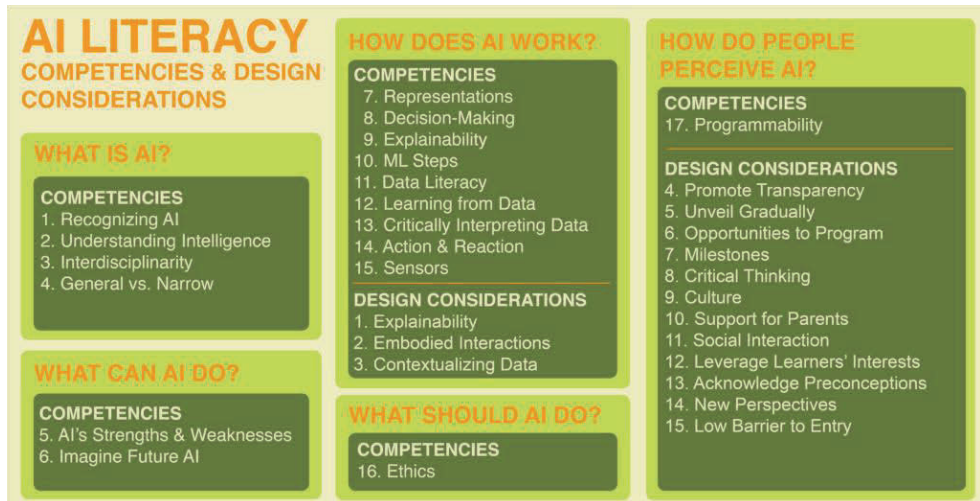 AI LITERACY
COMPETENCIES & DESIGN
CONSIDERATIONS
WHAT IS AI?
COMPETENCIES
1. Recognizing AI
2. Understanding Intelligence
3. Interdisciplinarity
4. General vs. Narrow
WHAT CAN AI DO?
COMPETENCIES
5. AI's Strengths & Weaknesses
6. Imagine Future AI
HOW DOES AI WORK?
COMPETENCIES
7. Representations
8. Decision-Making
9. Explainability
10. ML Steps
11. Data Literacy
12. Learning from Data
13. Critically Interpreting Data
14. Action & Reaction
15. Sensors
DESIGN CONSIDERATIONS
1. Explainability
2. Embodied Interactions
3. Contextualizing Data
WHAT SHOULD AI DO?
COMPETENCIES
16. Ethics
HOW DO PEOPLE
PERCEIVE AI?
COMPETENCIES
17. Programmability
DESIGN CONSIDERATIONS
4. Promote Transparency
5. Unveil Gradually
6. Opportunities to Program
7. Milestones
8. Critical Thinking
9. Culture
10. Support for Parents
11. Social Interaction
12. Leverage Learners' Interests
13. Acknowledge Preconceptions
14. New Perspectives
15. Low Barrier to Entry